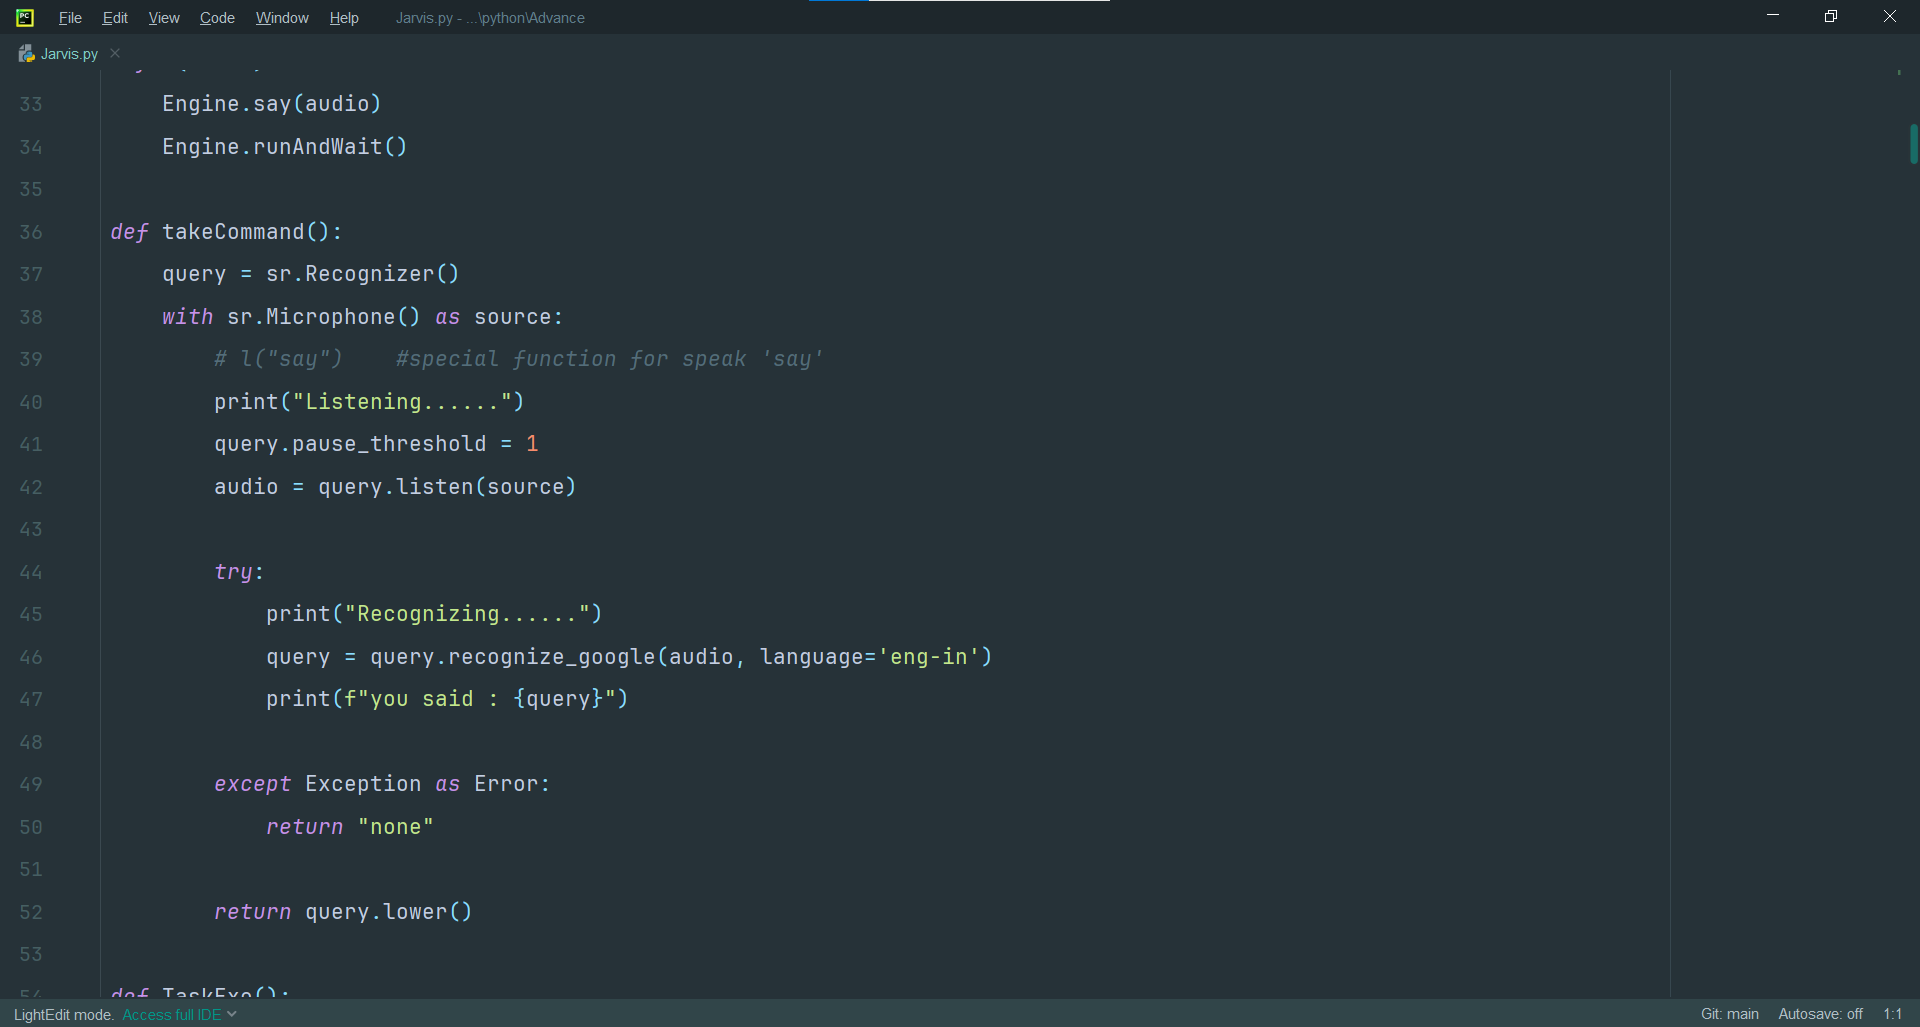 PC
File Edit View Code Window Help Jarvis.py - ...\python\Advance
Jarvis.py
33 Engine.say(audio)
34 Engine.runAndWait()
35
36 def takeCommand():
37 query = sr.Recognizer()
38 with sr.Microphone() as source:
39 # l("say") #special function for speak 'say'
40 print("Listening......")
41 query.pause_threshold = 1
42 audio = query.listen(source)
43
44 try:
45 print("Recognizing......")
46 query = query.recognize_google(audio, language='eng-in')
47 print(f"you said : {query}")
48
49 except Exception as Error:
50 return "none"
51
52 return query.lower()
53
54 def TaskExe():
LightEdit mode. Access full IDE Git: main Autosave: off 1:1